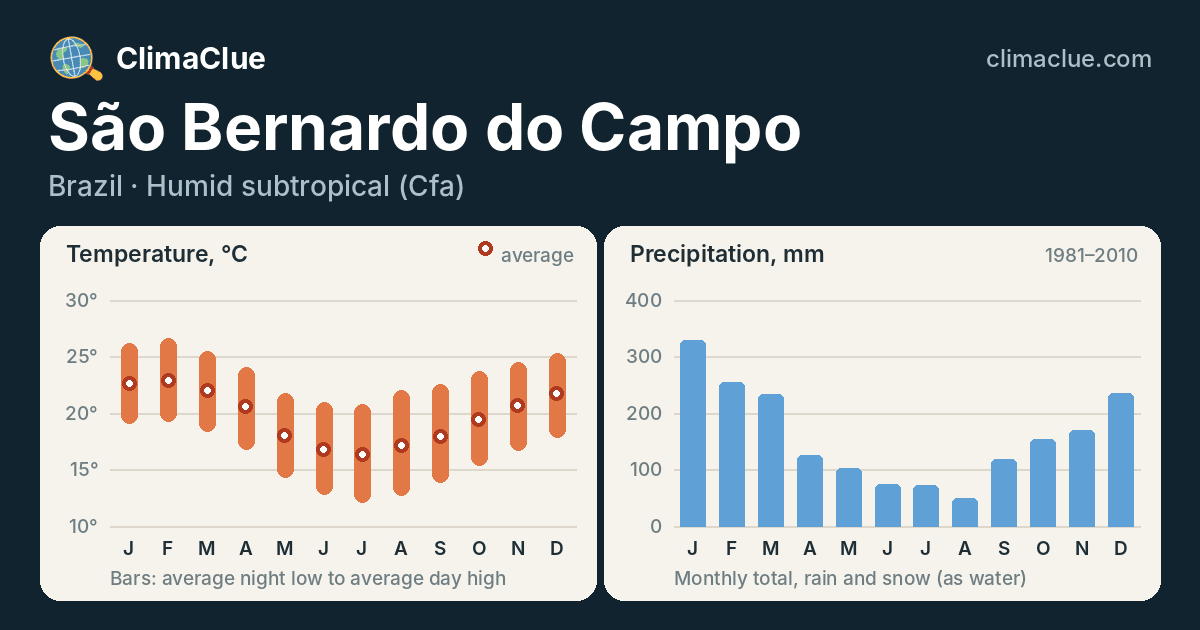 ClimaClue
climaclue.com
São Bernardo do Campo
Brazil · Humid subtropical (Cfa)
Temperature, °C
average
30°
25°
20°
15°
10°
J F M A M J J A S O N D
Bars: average night low to average day high
Precipitation, mm
1981–2010
400
300
200
100
0
J F M A M J J A S O N D
Monthly total, rain and snow (as water)